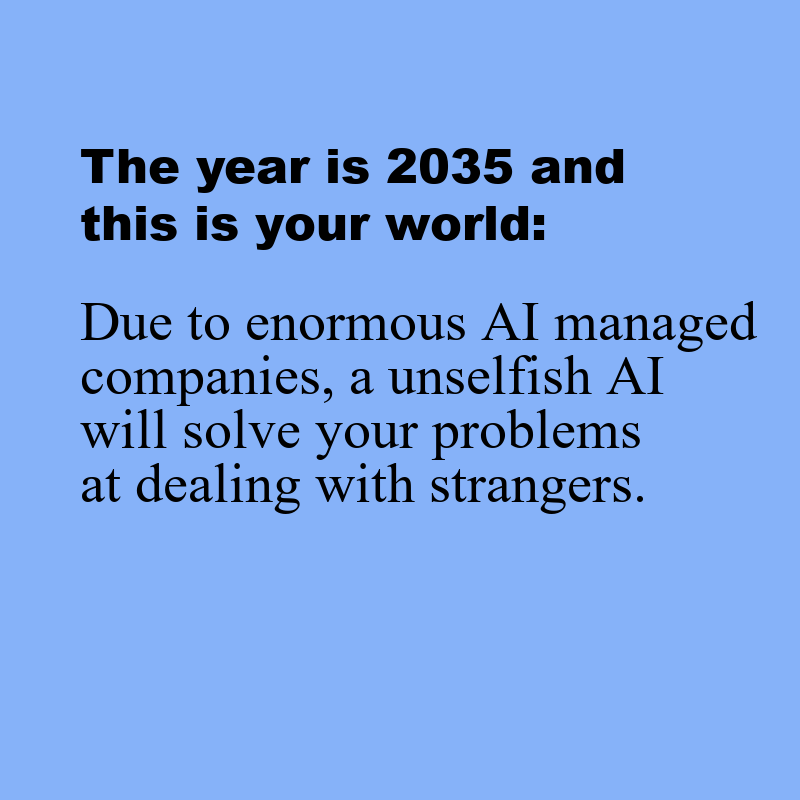 The year is 2035 and
this is your world:
Due to enormous AI managed
companies, a unselfish AI
will solve your problems
at dealing with strangers.